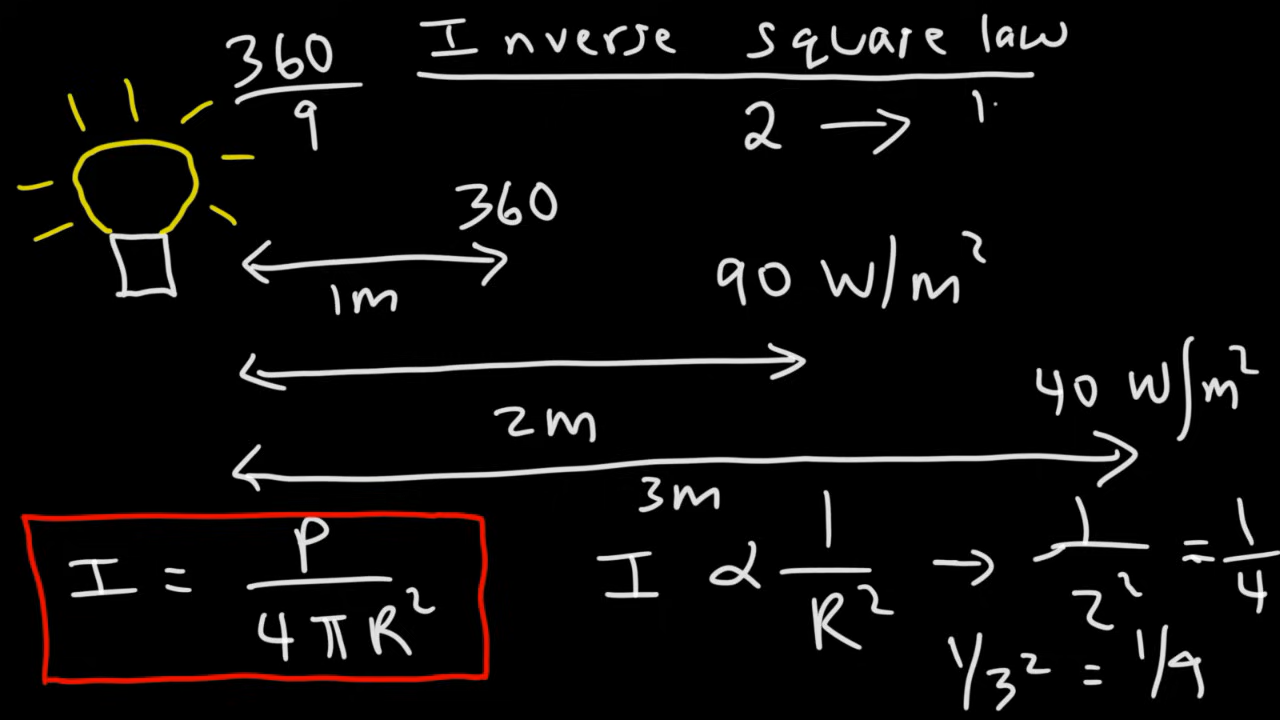 Inverse square law
360/9
2 → 1
360
1m
90 W/m²
2m
40 W/m²
3m
I = P/4πR²
I ∝ 1/R² → 1/2² = 1/4
1/3² = 1/9